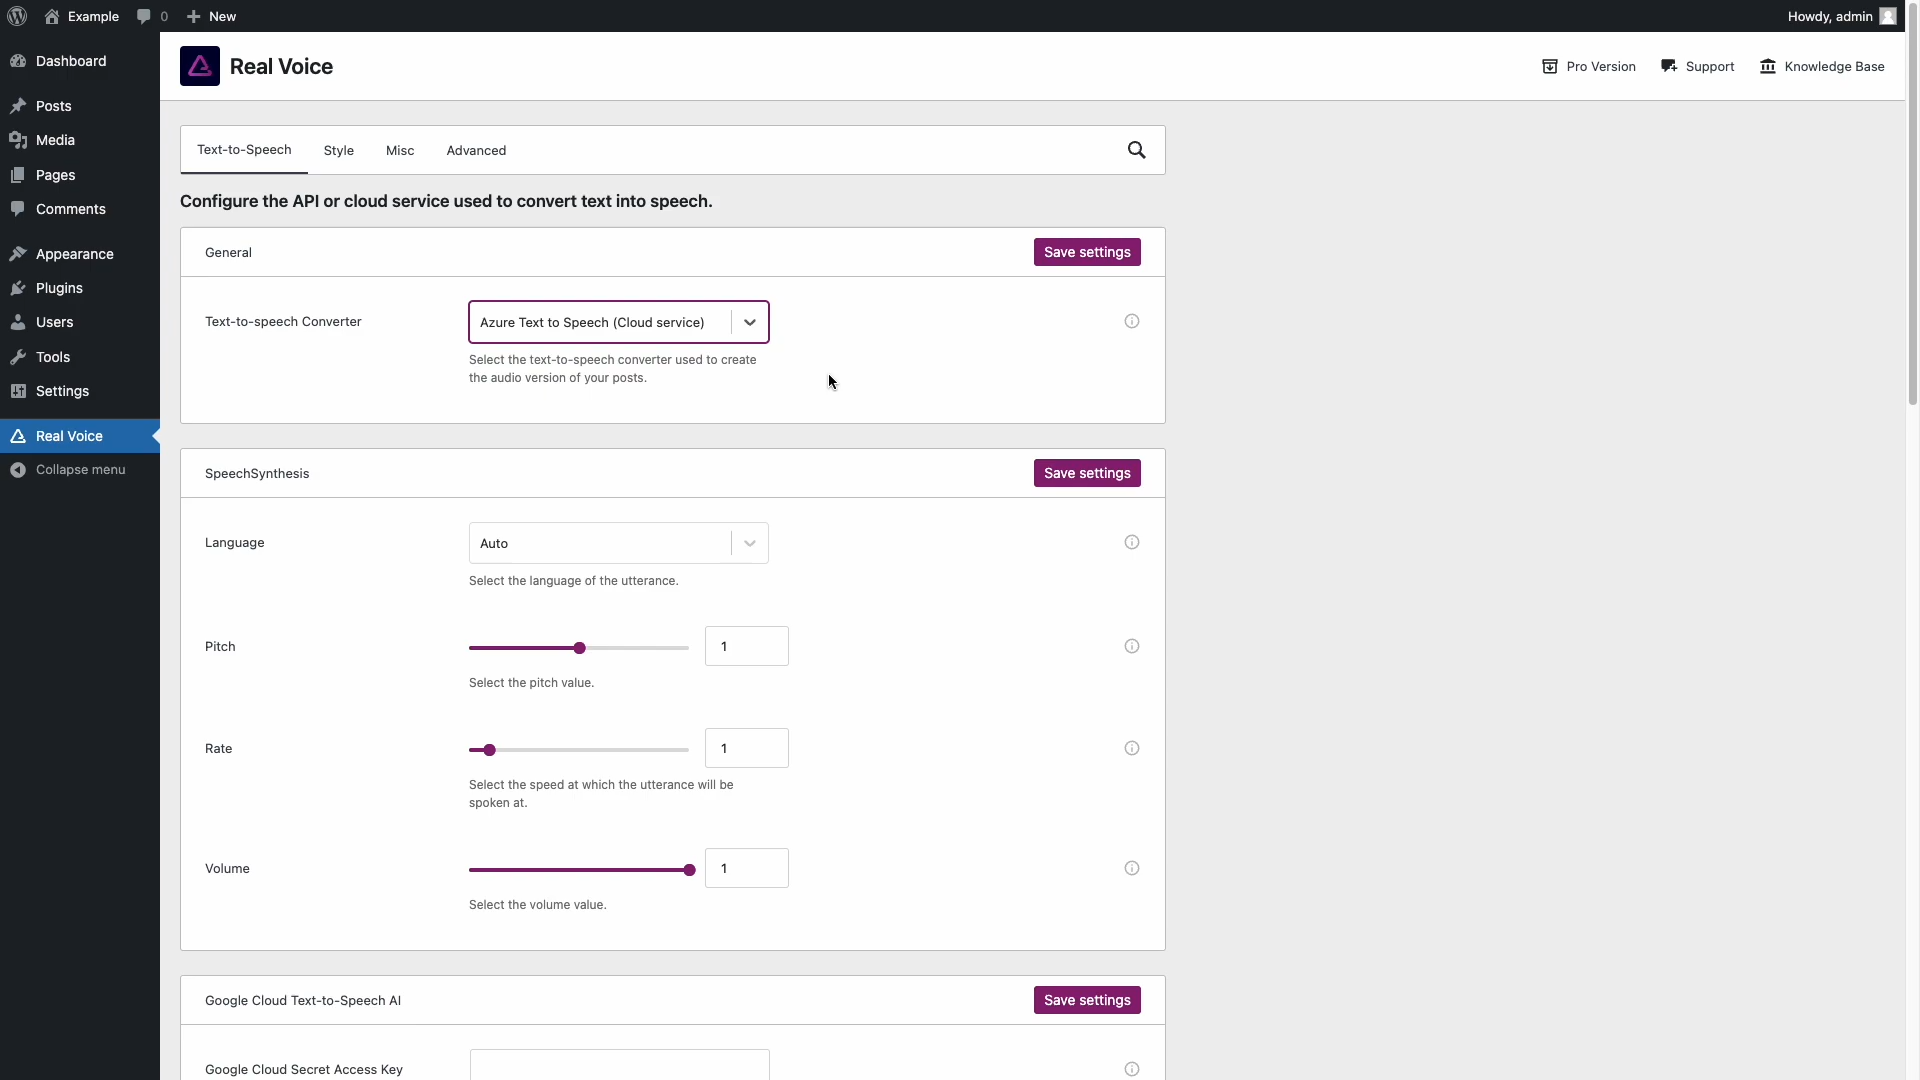 Example
0
New
Howdy, admin
Dashboard
Posts
Media
Pages
Comments
Appearance
Plugins
Users
Tools
Settings
Real Voice
Collapse menu
Real Voice
Pro Version
Support
Knowledge Base
Text-to-Speech
Style
Misc
Advanced
Configure the API or cloud service used to convert text into speech.
General
Save settings
Text-to-speech Converter
Azure Text to Speech (Cloud service)
Select the text-to-speech converter used to create
the audio version of your posts.
SpeechSynthesis
Save settings
Language
Auto
Select the language of the utterance.
Pitch
1
Select the pitch value.
Rate
1
Select the speed at which the utterance will be
spoken at.
Volume
1
Select the volume value.
Google Cloud Text-to-Speech AI
Save settings
Google Cloud Secret Access Key